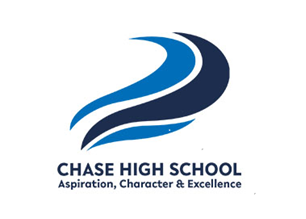 CHASE HIGH SCHOOL
Aspiration, Character & Excellence